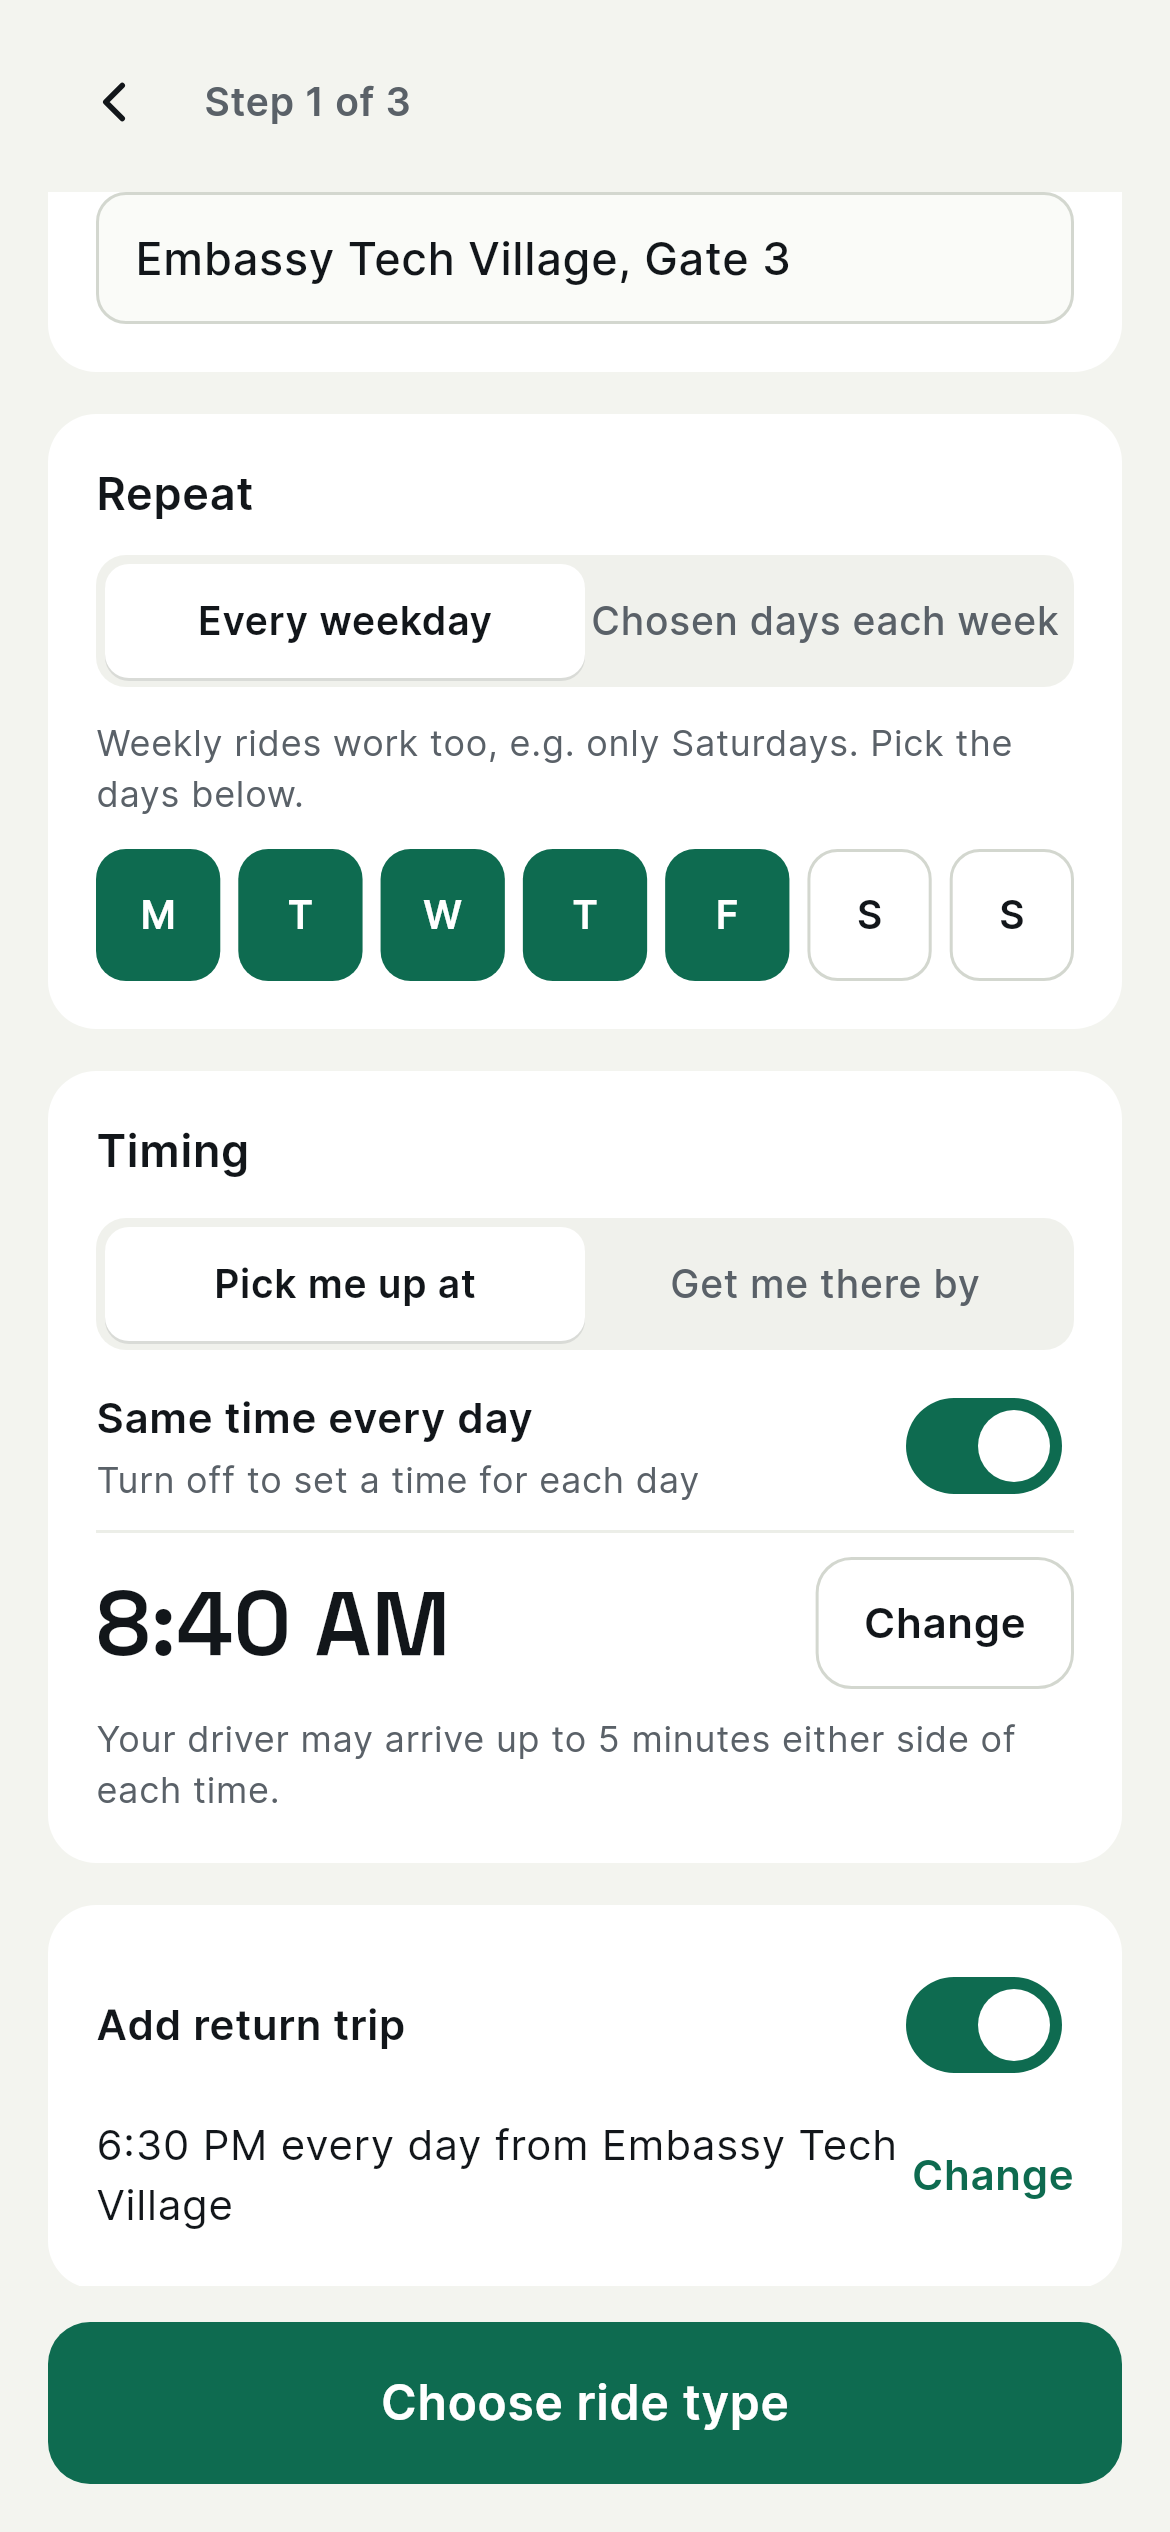 Step 1 of 3
Embassy Tech Village, Gate 3
Repeat
Every weekday
Chosen days each week
Weekly rides work too, e.g. only Saturdays. Pick the
days below.
M T W T F S S
Timing
Pick me up at
Get me there by
Same time every day
Turn off to set a time for each day
8:40 AM
Change
Your driver may arrive up to 5 minutes either side of
each time.
Add return trip
6:30 PM every day from Embassy Tech
Village
Change
Choose ride type